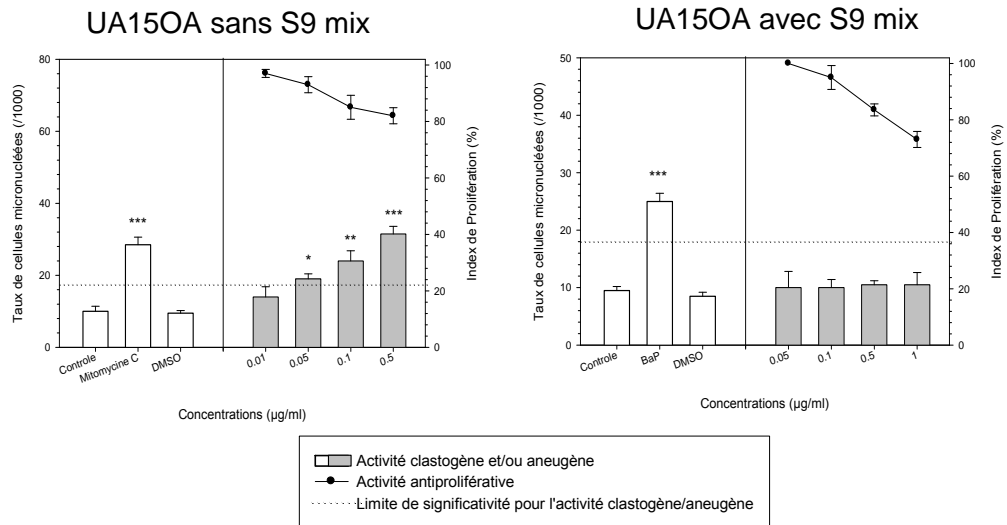 UA15OA sans S9 mix
UA15OA avec S9 mix
Taux de cellules micronucléées (/1000)
80
60
40
20
0
***
*
**
***
100
80
60
40
20
0
Index de Prolifération (%)
Controle
Mitomycine C
DMSO
0.01
0.05
0.1
0.5
Concentrations (µg/ml)
Taux de cellules micronucléées (/1000)
50
40
30
20
10
0
***
100
80
60
40
20
0
Index de Prolifération (%)
Controle
BaP
DMSO
0.05
0.1
0.5
1
Concentrations (µg/ml)
Activité clastogène et/ou aneugène
Activité antiproliférative
Limite de significativité pour l'activité clastogène/aneugène